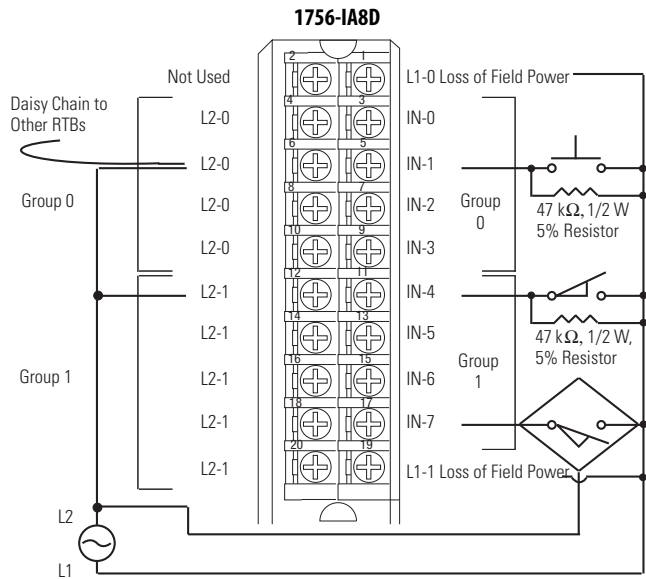 1756-IA8D
Not Used
2
1
L1-0 Loss of Field Power
Daisy Chain to
Other RTBs
L2-0
4
3
IN-0
L2-0
6
5
IN-1
Group 0
L2-0
8
7
IN-2
Group
0
47 kΩ, 1/2 W
5% Resistor
L2-0
10
9
IN-3
L2-1
12
11
IN-4
L2-1
14
13
IN-5
47 kΩ, 1/2 W,
5% Resistor
Group 1
L2-1
16
15
IN-6
Group
1
L2-1
18
17
IN-7
L2-1
20
19
L1-1 Loss of Field Power
L2
L1